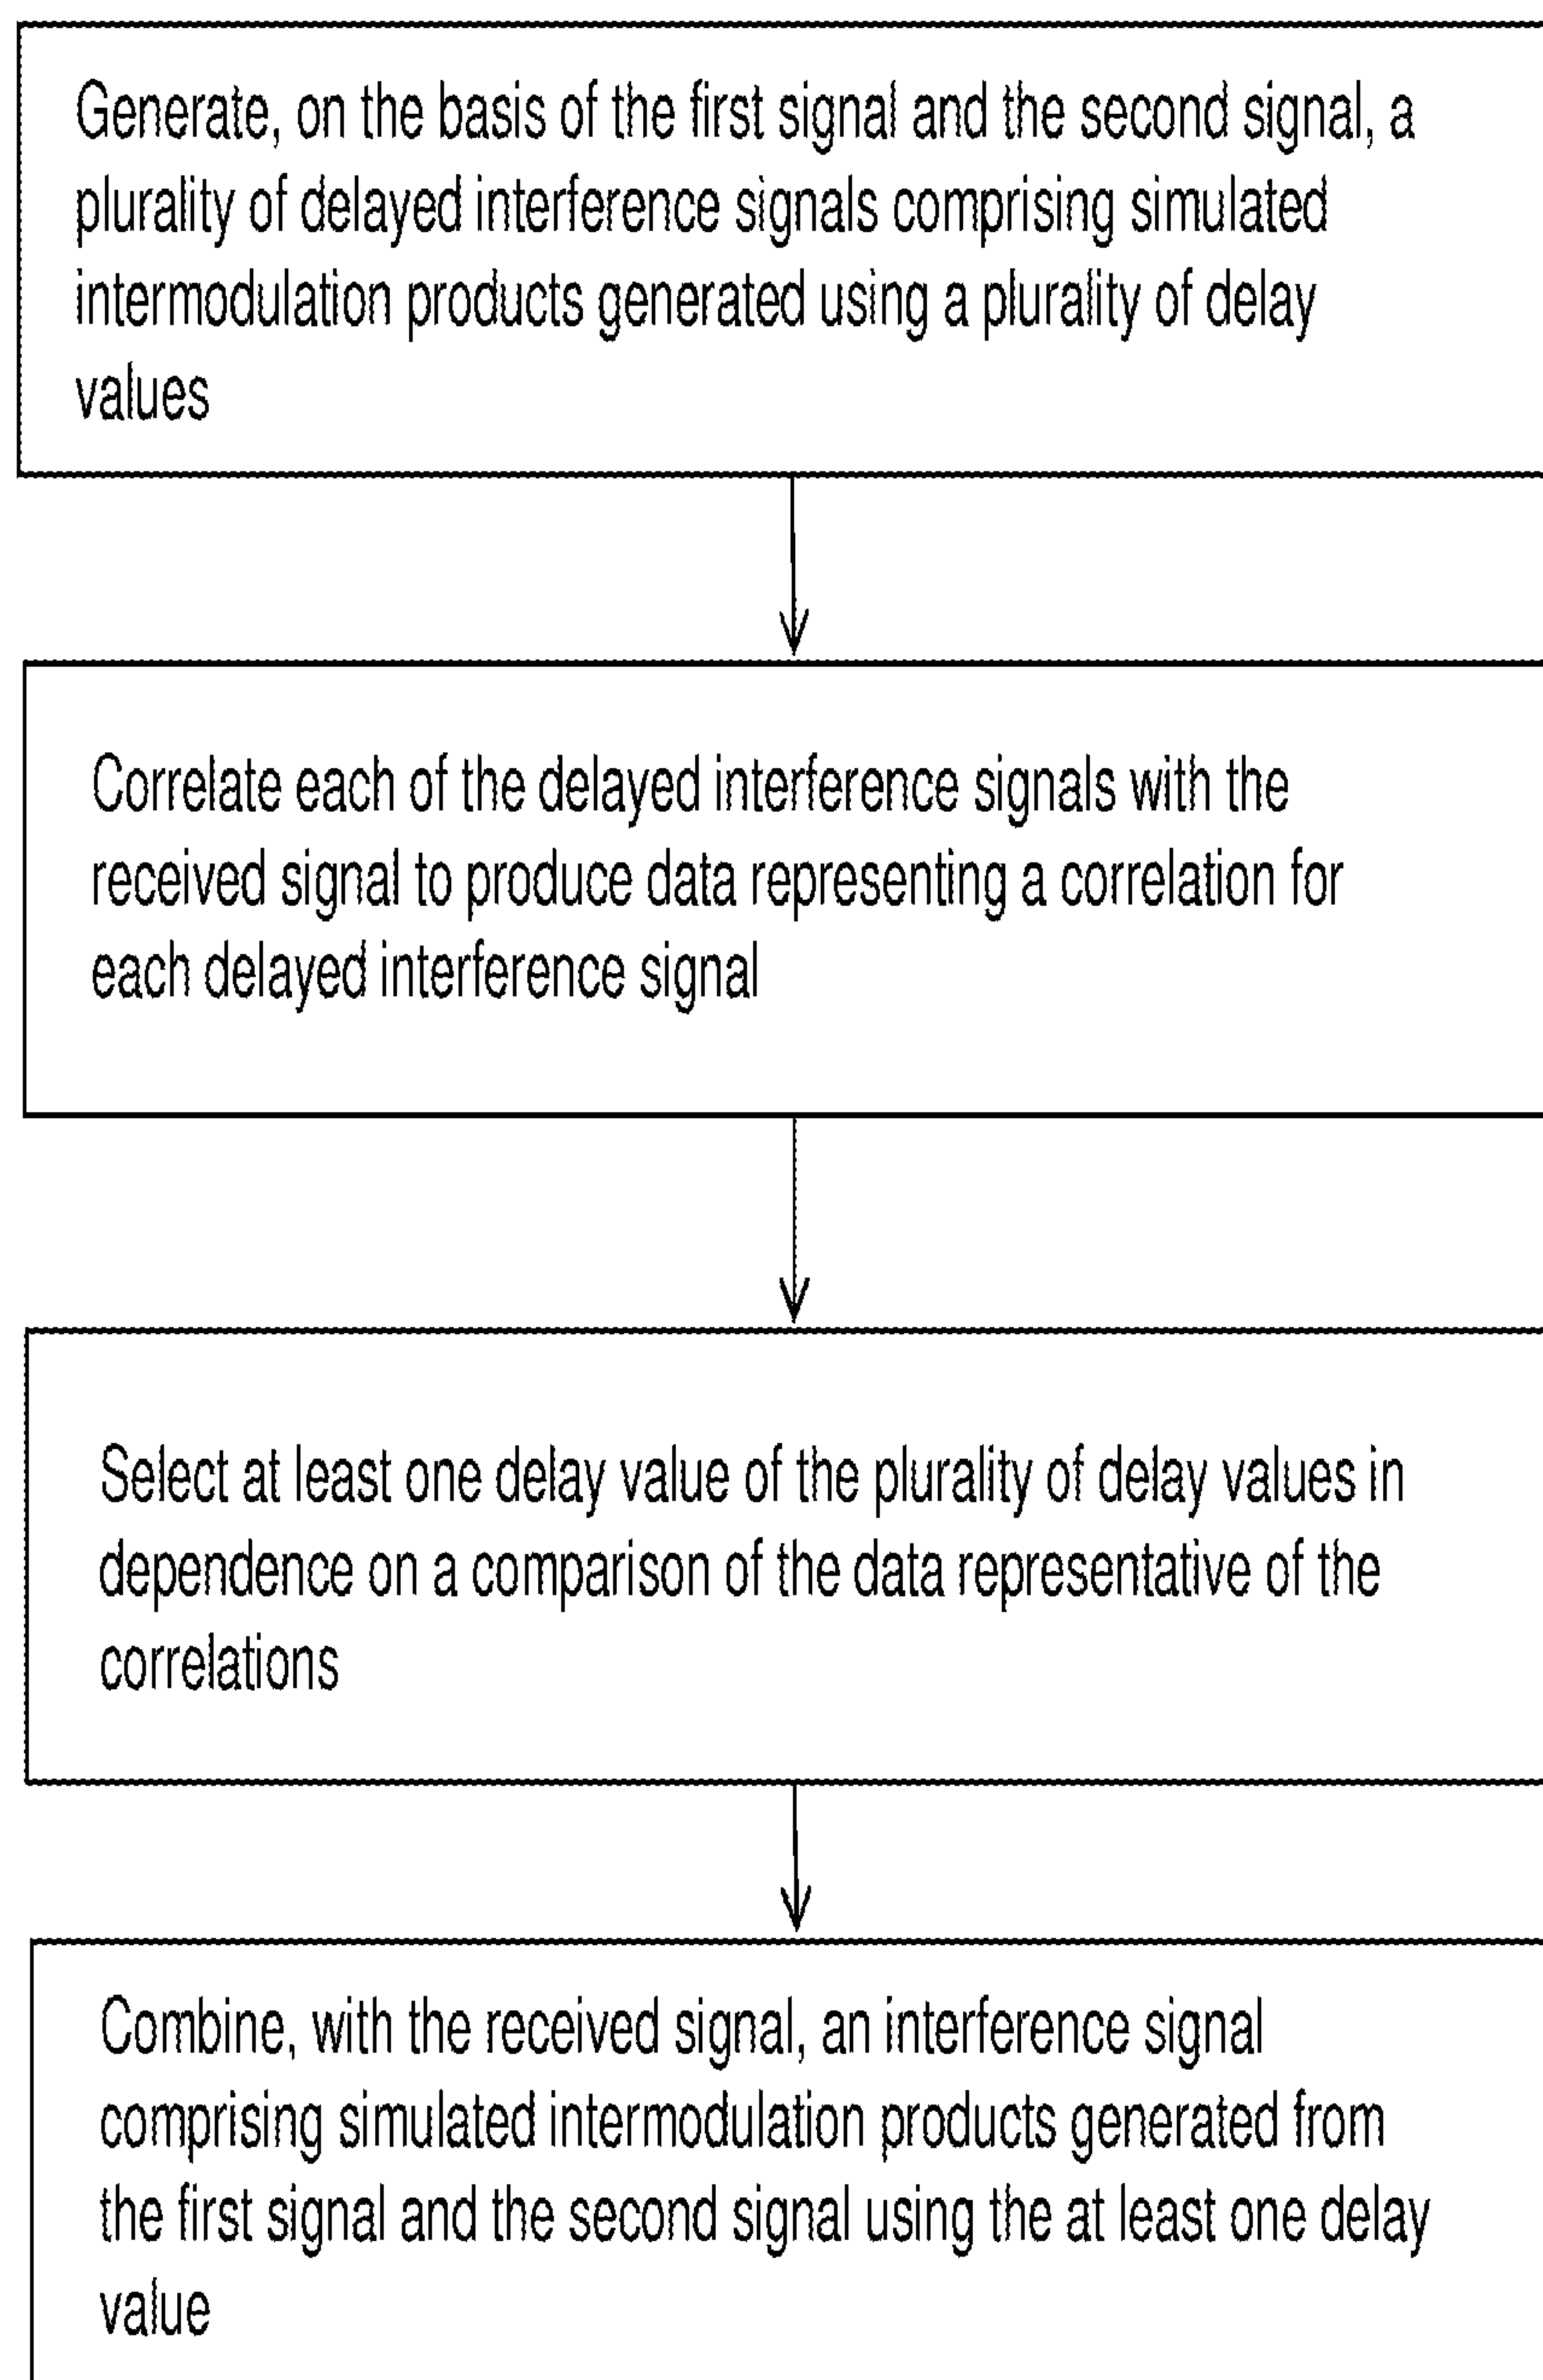 Generate, on the basis of the first signal and the second signal, a
plurality of delayed interference signals comprising simulated
intermodulation products generated using a plurality of delay
values
Correlate each of the delayed interference signals with the
received signal to produce data representing a correlation for
each delayed interference signal
Select at least one delay value of the plurality of delay values in
dependence on a comparison of the data representative of the
correlations
Combine, with the received signal, an interference signal
comprising simulated intermodulation products generated from
the first signal and the second signal using the at least one delay
value